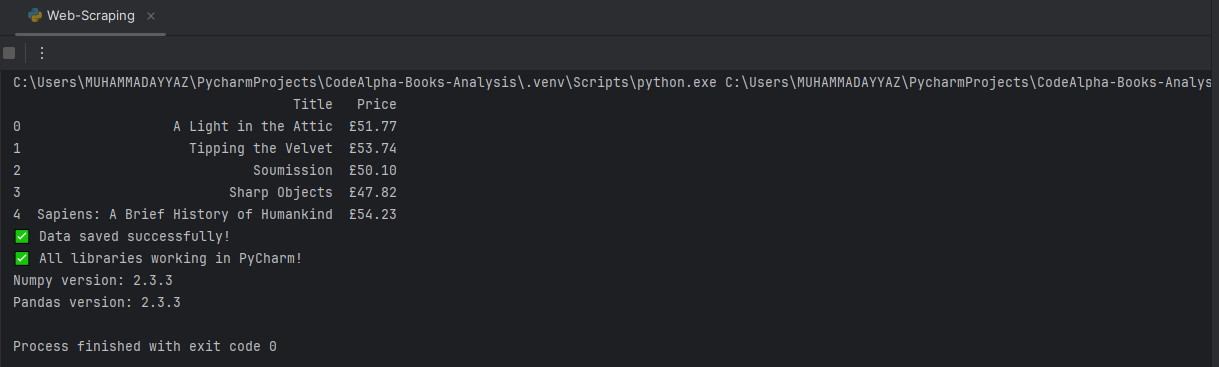 Web-Scraping
C:\Users\MUHAMMADAYYAZ\PycharmProjects\CodeAlpha-Books-Analysis\.venv\Scripts\python.exe C:\Users\MUHAMMADAYYAZ\PycharmProjects\CodeAlpha-Books-Analys
Title Price
0 A Light in the Attic £51.77
1 Tipping the Velvet £53.74
2 Soumission £50.10
3 Sharp Objects £47.82
4 Sapiens: A Brief History of Humankind £54.23
✅ Data saved successfully!
✅ All libraries working in PyCharm!
Numpy version: 2.3.3
Pandas version: 2.3.3
Process finished with exit code 0